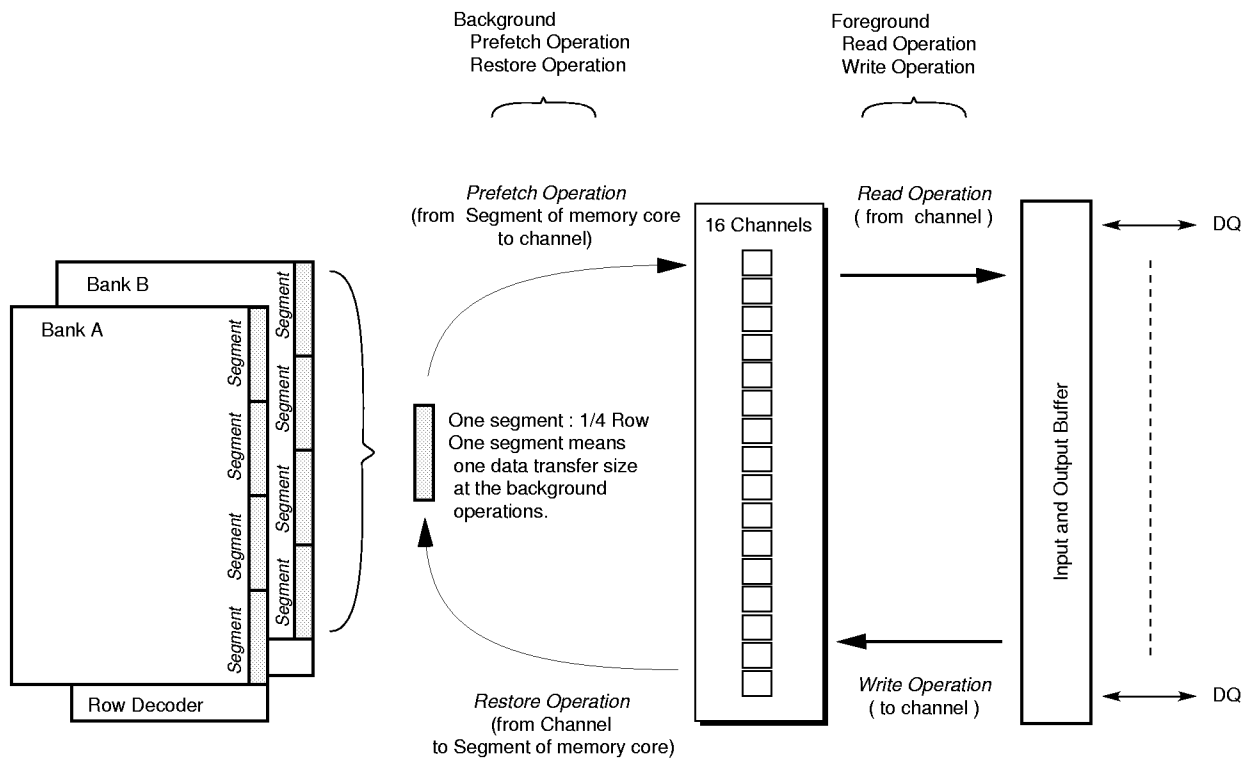 Background
Prefetch Operation
Restore Operation
Foreground
Read Operation
Write Operation
Prefetch Operation
(from Segment of memory core
to channel)
Read Operation
( from channel )
16 Channels
DQ
Bank B
Bank A
Segment
Segment
Segment
Segment
Segment
Segment
Segment
Segment
One segment : 1/4 Row
One segment means
one data transfer size
at the background
operations.
Input and Output Buffer
Row Decoder
Restore Operation
(from Channel
to Segment of memory core)
Write Operation
( to channel )
DQ